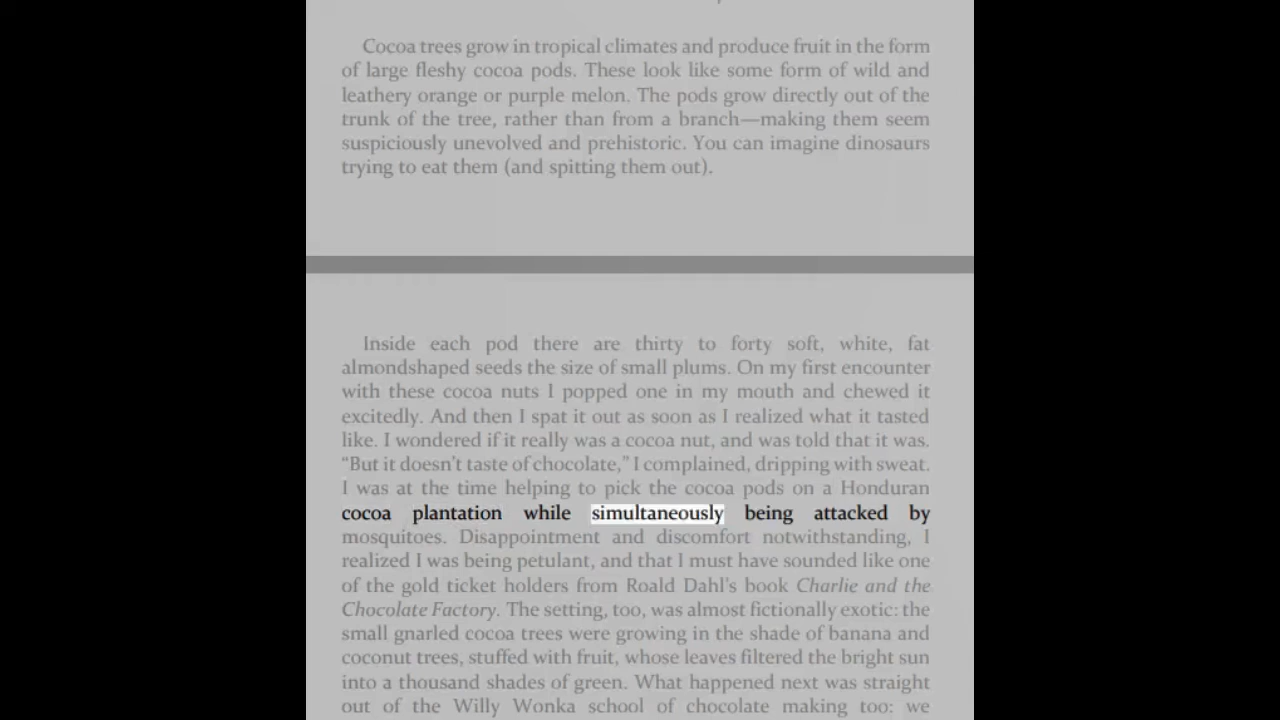 Cocoa trees grow in tropical climates and produce fruit in the form
of large fleshy cocoa pods. These look like some form of wild and
leathery orange or purple melon. The pods grow directly out of the
trunk of the tree, rather than from a branch—making them seem
suspiciously unevolved and prehistoric. You can imagine dinosaurs
trying to eat them (and spitting them out).
Inside each pod there are thirty to forty soft, white, fat
almondshaped seeds the size of small plums. On my first encounter
with these cocoa nuts I popped one in my mouth and chewed it
excitedly. And then I spat it out as soon as I realized what it tasted
like. I wondered if it really was a cocoa nut, and was told that it was.
“But it doesn’t taste of chocolate,” I complained, dripping with sweat.
I was at the time helping to pick the cocoa pods on a Honduran
cocoa plantation while simultaneously being attacked by
mosquitoes. Disappointment and discomfort notwithstanding, I
realized I was being petulant, and that I must have sounded like one
of the gold ticket holders from Roald Dahl’s book Charlie and the
Chocolate Factory. The setting, too, was almost fictionally exotic: the
small gnarled cocoa trees were growing in the shade of banana and
coconut trees, stuffed with fruit, whose leaves filtered the bright sun
into a thousand shades of green. What happened next was straight
out of the Willy Wonka school of chocolate making too: we